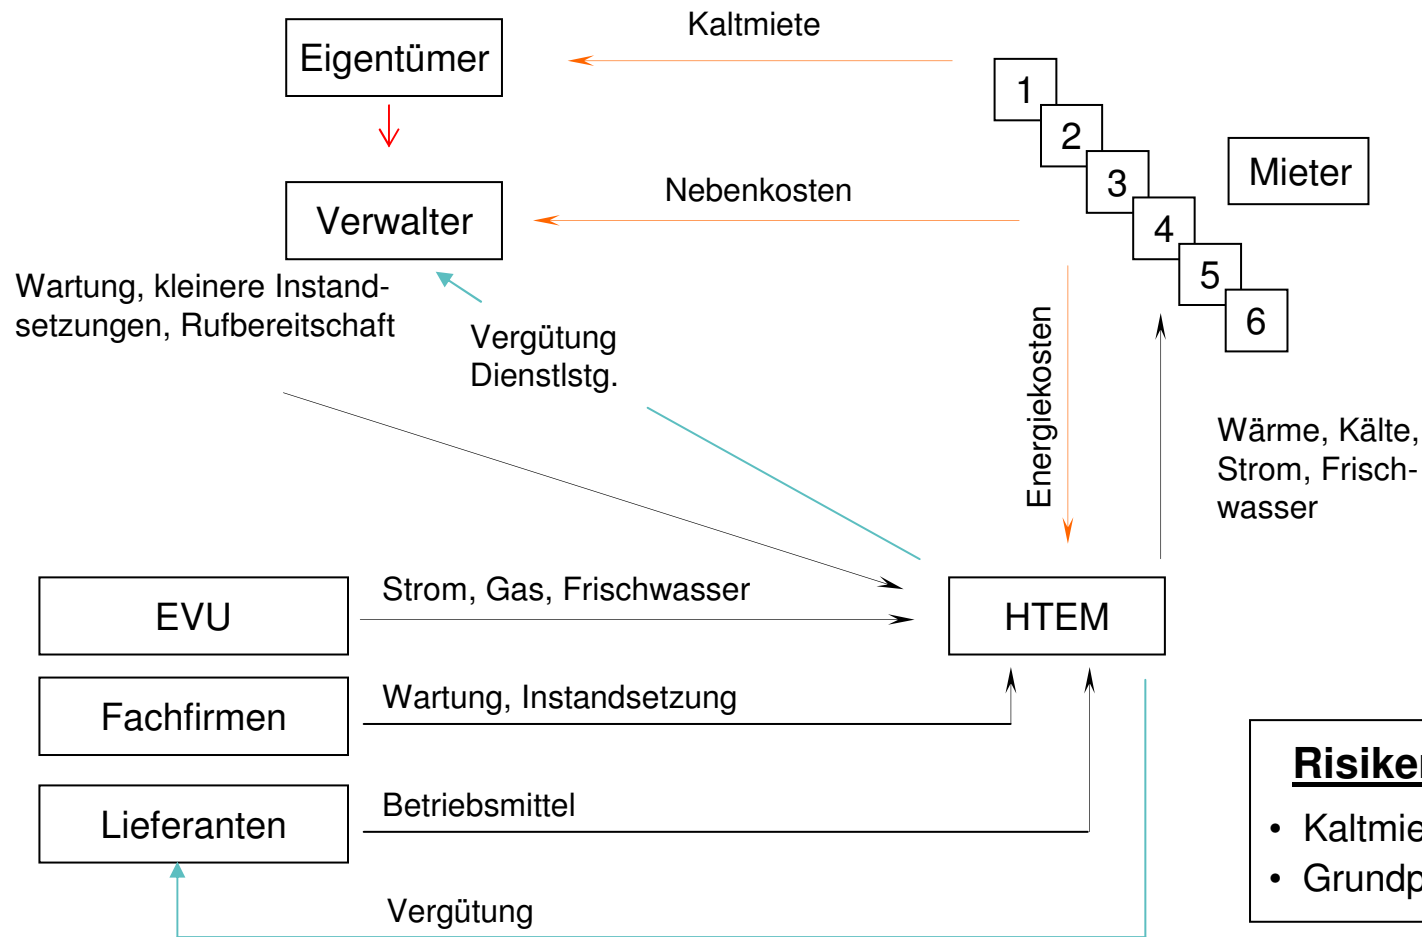 Kaltmiete
Eigentümer
1
2
3
4
5
6
Mieter
Nebenkosten
Verwalter
Wartung, kleinere Instand-
setzungen, Rufbereitschaft
Vergütung
Dienstlstg.
Energiekosten
Wärme, Kälte,
Strom, Frisch-
wasser
EVU
Strom, Gas, Frischwasser
HTEM
Fachfirmen
Wartung, Instandsetzung
Lieferanten
Betriebsmittel
Vergütung